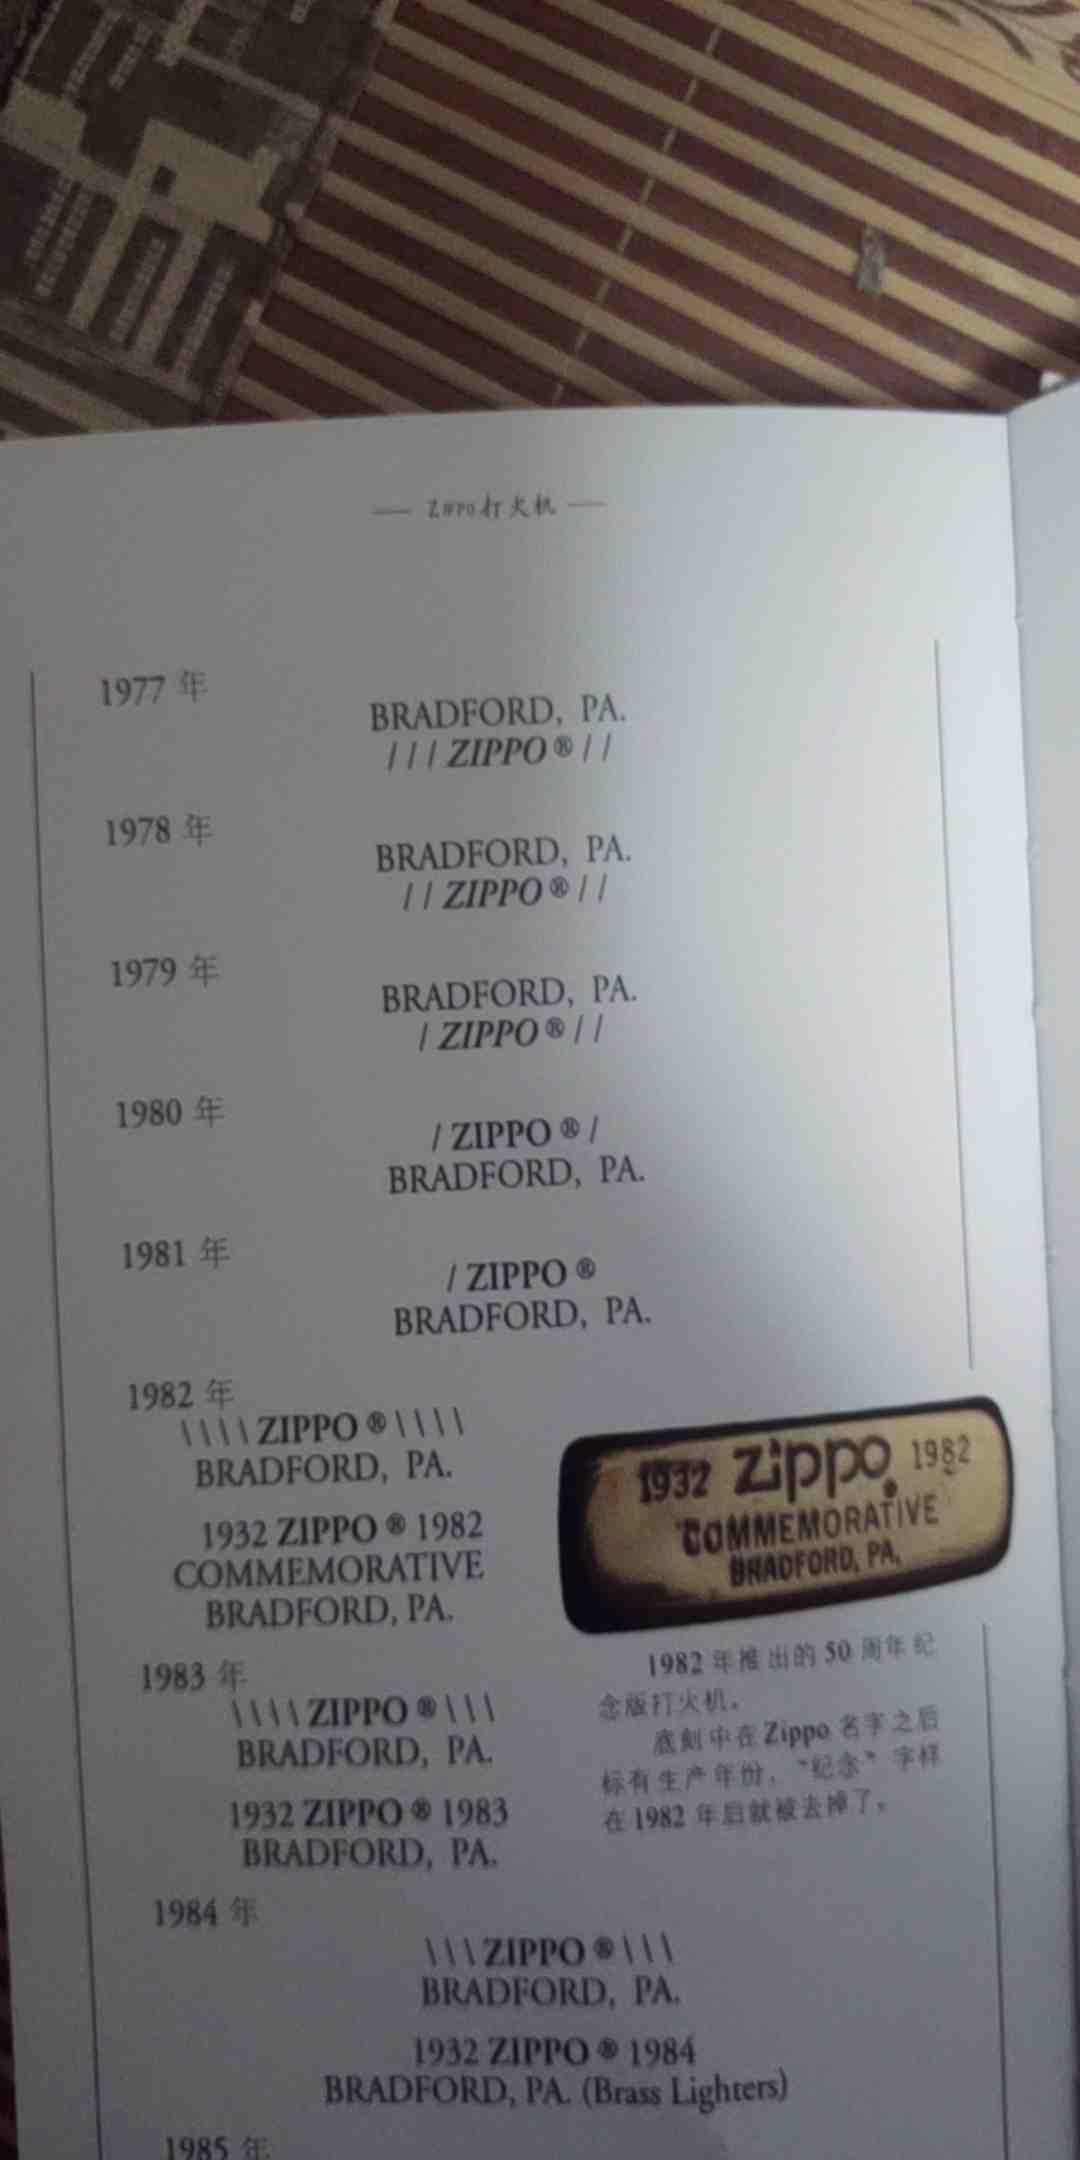 — ZIPPO打火机 —
1977 年
BRADFORD, PA.
/ / / ZIPPO ® / /
1978 年
BRADFORD, PA.
/ / ZIPPO ® / /
1979 年
BRADFORD, PA.
/ ZIPPO ® / /
1980 年
/ ZIPPO ® /
BRADFORD, PA.
1981 年
/ ZIPPO ®
BRADFORD, PA.
1982 年
\ \ \ \ ZIPPO ® \ \ \ \
BRADFORD, PA.
1932 ZIPPO ® 1982
COMMEMORATIVE
BRADFORD, PA.
1932 zippo 1982
COMMEMORATIVE
BRADFORD, PA.
1982 年推出的 50 周年纪
念版打火机。
底刻中在 Zippo 名字之后
标有生产年份，“纪念”字样
在 1982 年后就被去掉了。
1983 年
\ \ \ \ ZIPPO ® \ \ \
BRADFORD, PA.
1932 ZIPPO ® 1983
BRADFORD, PA.
1984 年
\ \ \ ZIPPO ® \ \ \
BRADFORD, PA.
1932 ZIPPO ® 1984
BRADFORD, PA. (Brass Lighters)
1985 年